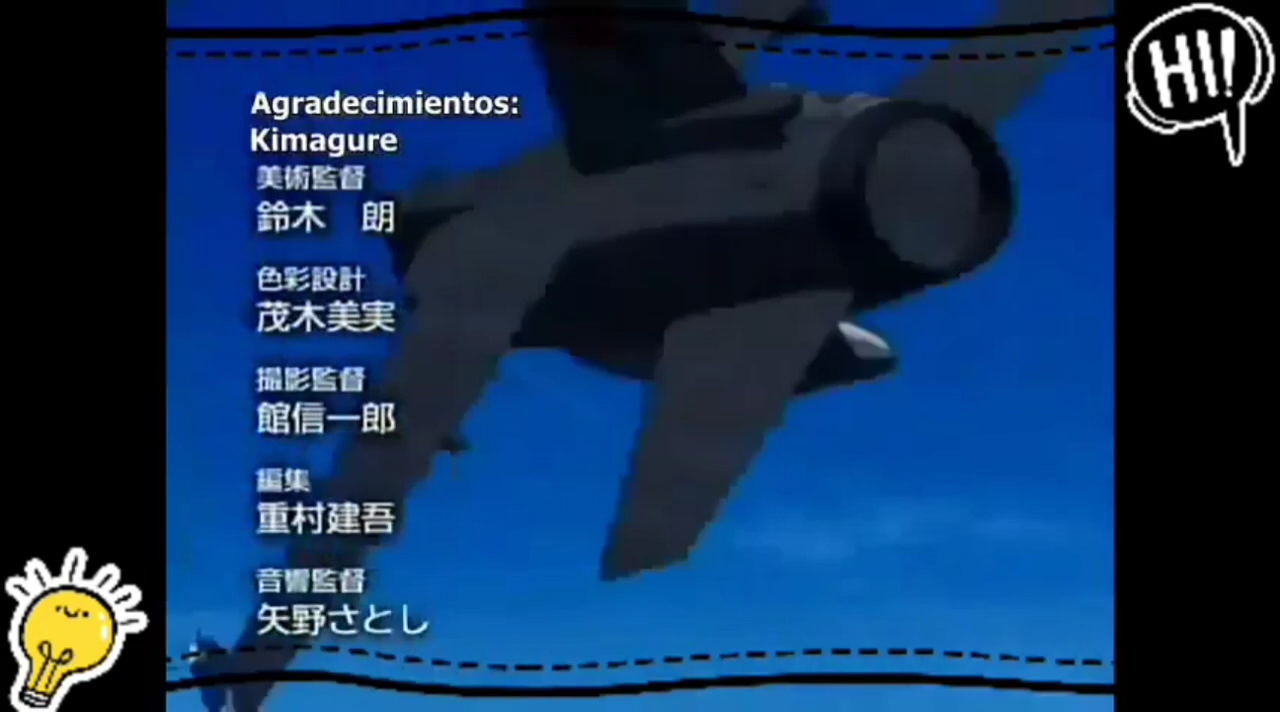 HI!
Agradecimientos:
Kimagure
美術監督
鈴木 朗
色彩設計
茂木美実
撮影監督
館信一郎
編集
重村建吾
音響監督
矢野さとし